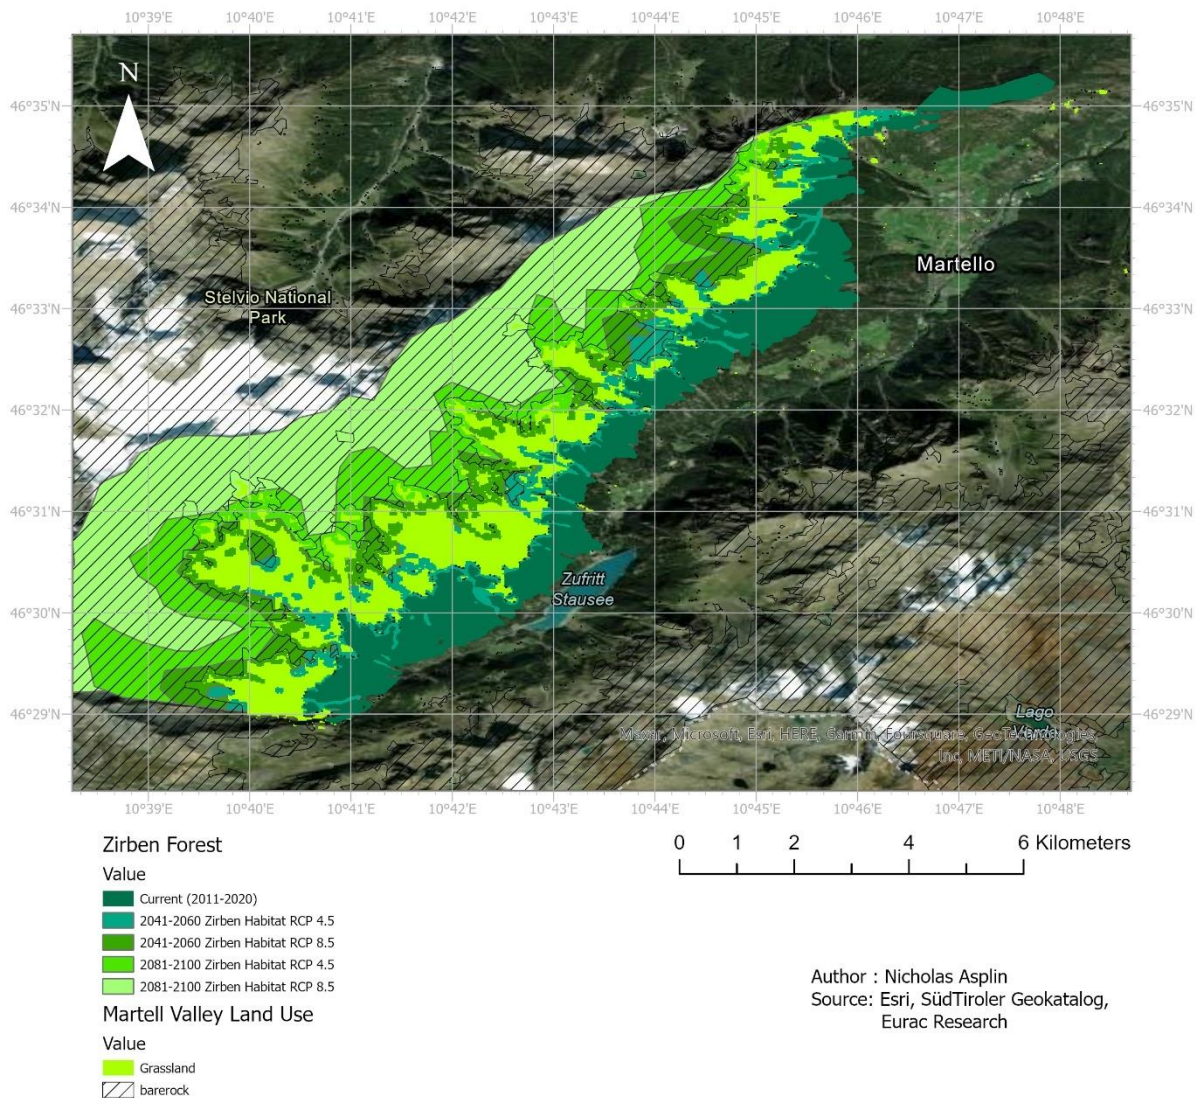 10°39'E 10°40'E 10°41'E 10°42'E 10°43'E 10°44'E 10°45'E 10°46'E 10°47'E 10°48'E
N
46°35'N 46°35'N
46°34'N 46°34'N
Martello
Stelvio National
Park
46°33'N 46°33'N
46°32'N 46°32'N
46°31'N 46°31'N
Zufritt
Stausee
46°30'N 46°30'N
46°29'N 46°29'N
Lago
Verde
Maxar, Microsoft, Esri, HERE, Garmin, Foursquare, GeoTechnologies,
Inc, METI/NASA, USGS
10°39'E 10°40'E 10°41'E 10°42'E 10°43'E 10°44'E 10°45'E 10°46'E 10°47'E 10°48'E
Zirben Forest
Value
Current (2011-2020)
2041-2060 Zirben Habitat RCP 4.5
2041-2060 Zirben Habitat RCP 8.5
2081-2100 Zirben Habitat RCP 4.5
2081-2100 Zirben Habitat RCP 8.5
Martell Valley Land Use
Value
Grassland
barerock
0 1 2 4 6 Kilometers
Author : Nicholas Asplin
Source: Esri, SüdTiroler Geokatalog,
Eurac Research